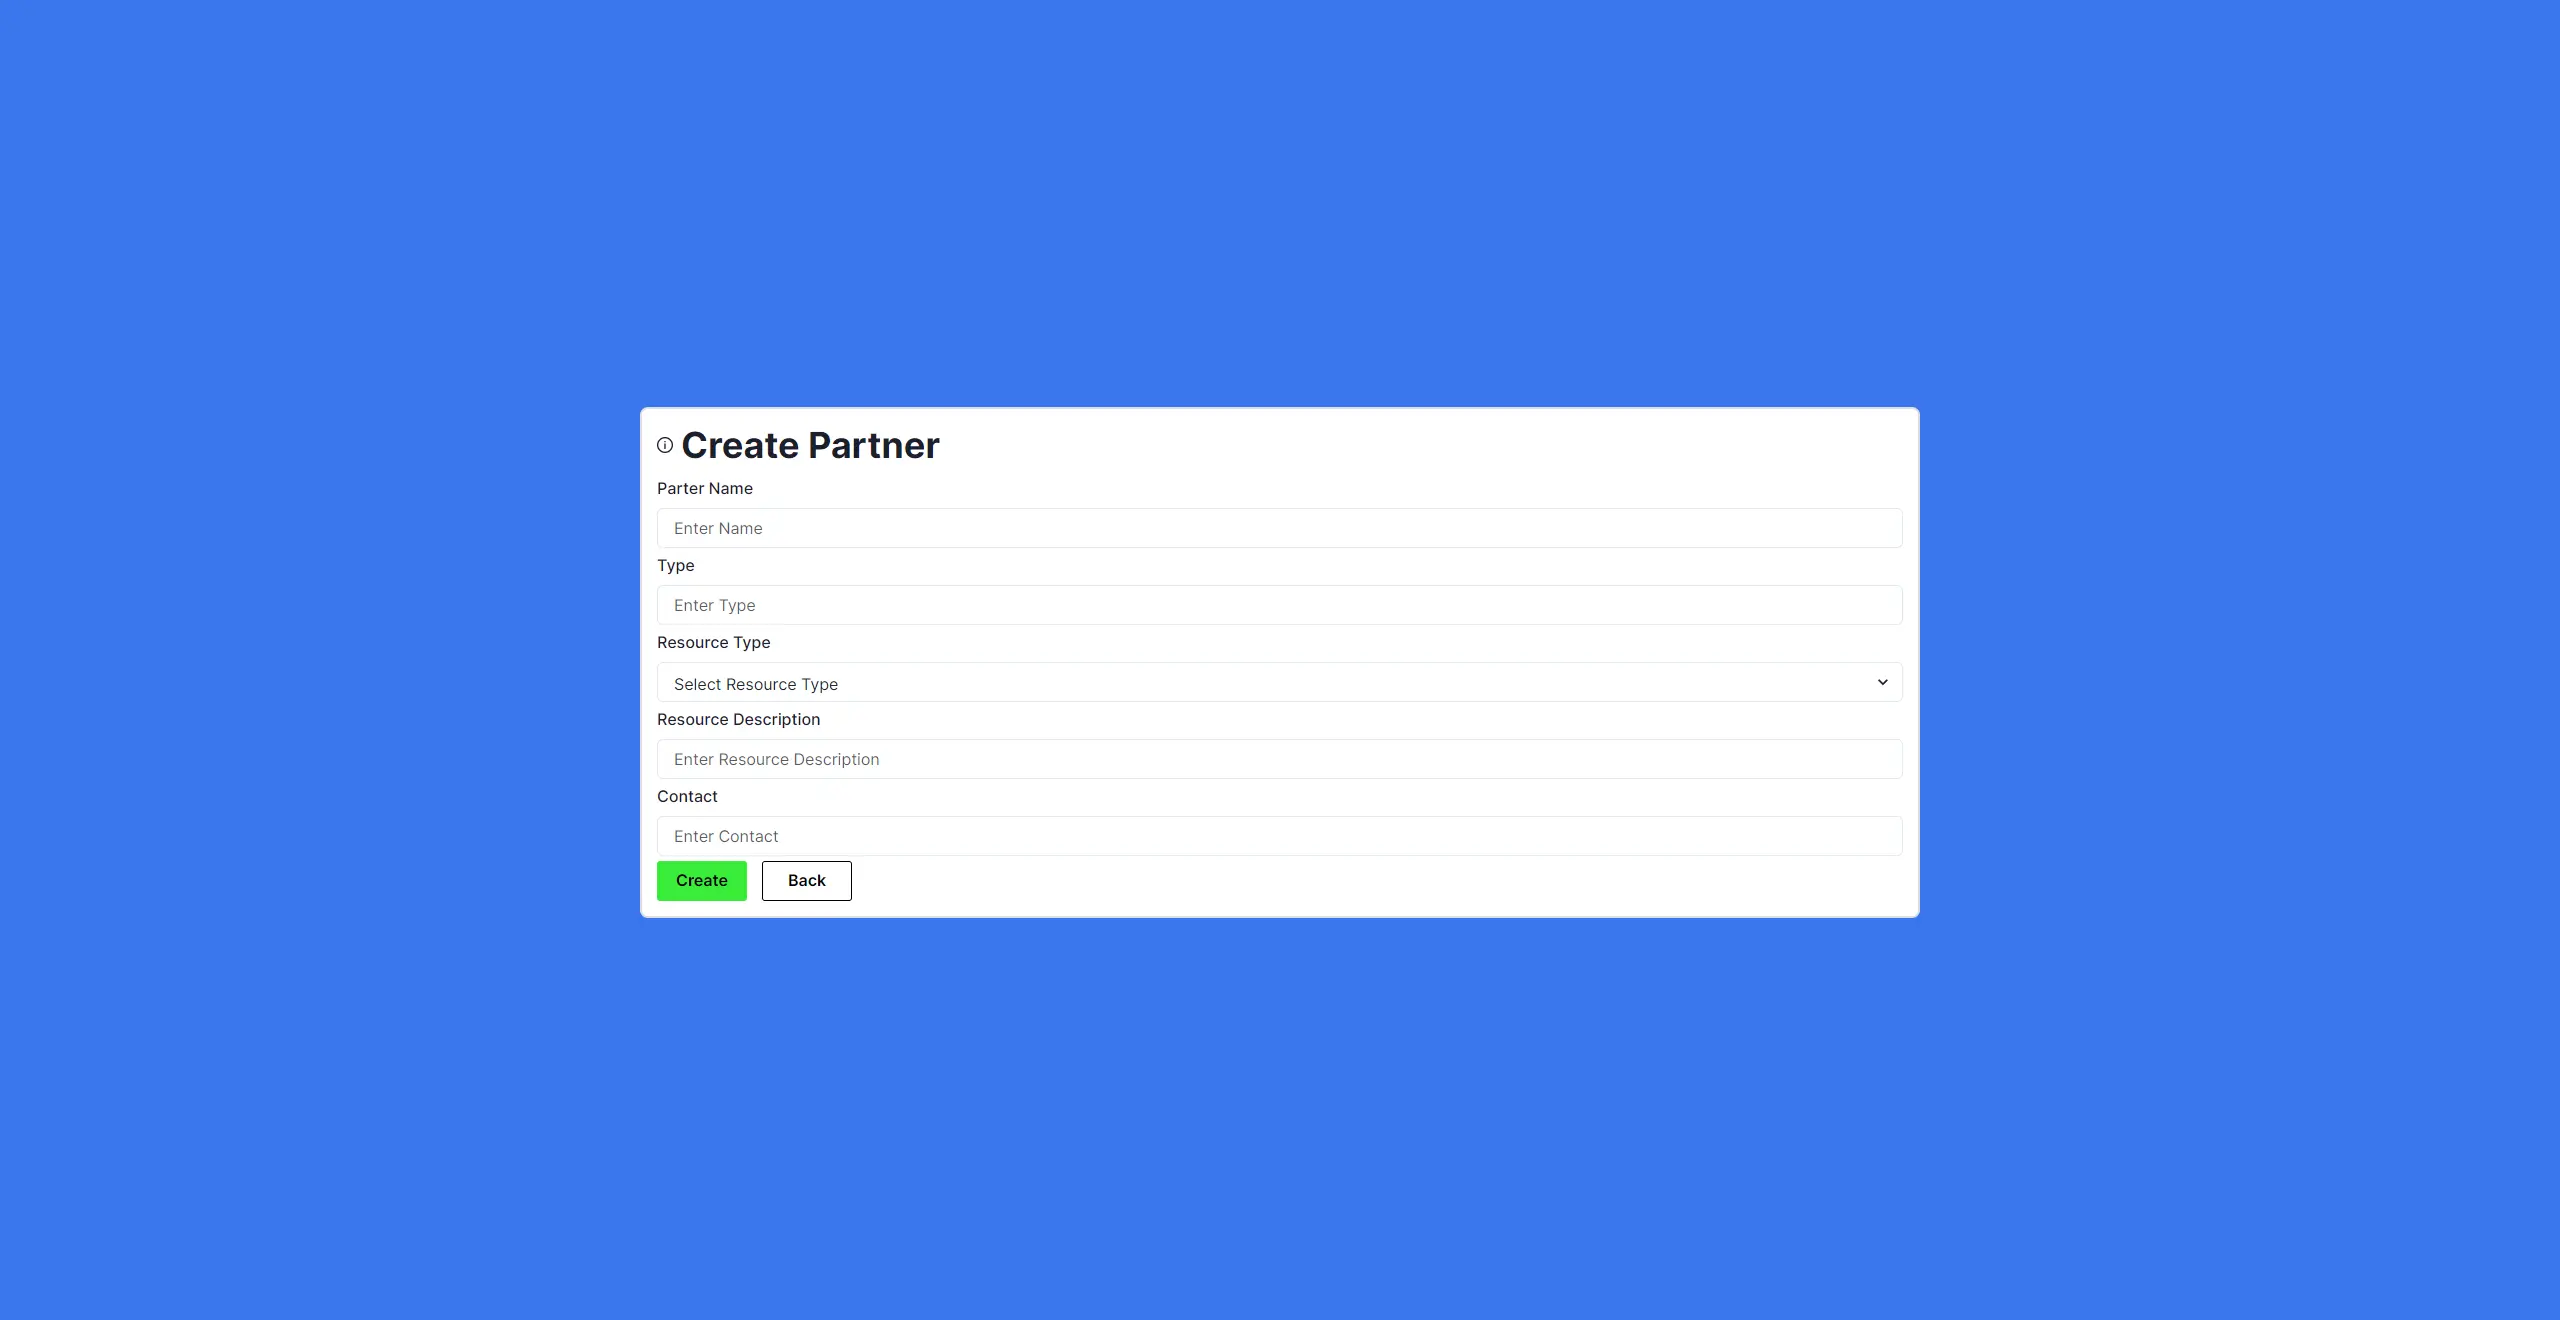 Create Partner
Parter Name
Enter Name
Type
Enter Type
Resource Type
Select Resource Type
Resource Description
Enter Resource Description
Contact
Enter Contact
Create Back